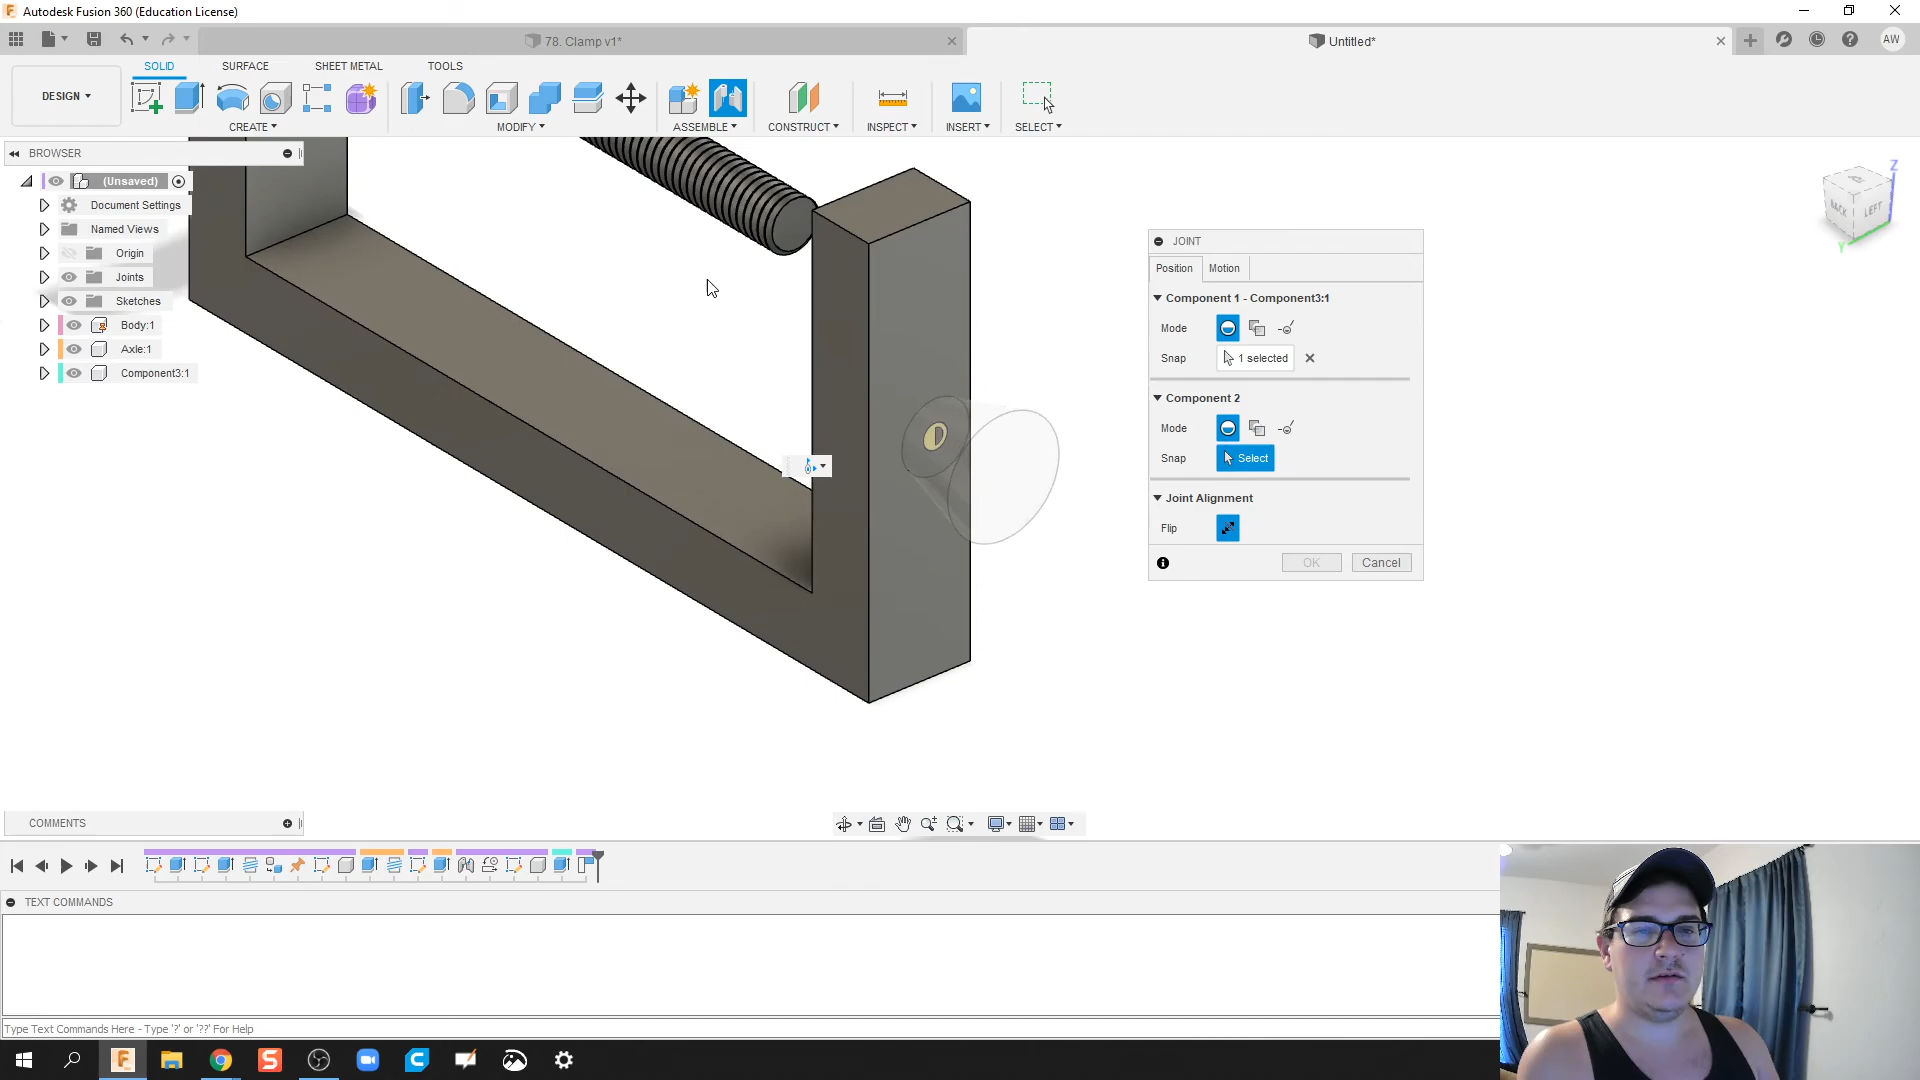 Autodesk Fusion 360 (Education License)
78. Clamp v1*
Untitled*
AW
DESIGN
SOLID
SURFACE
SHEET METAL
TOOLS
CREATE
MODIFY
ASSEMBLE
CONSTRUCT
INSPECT
INSERT
SELECT
BROWSER
(Unsaved)
Document Settings
Named Views
Origin
Joints
Sketches
Body:1
Axle:1
Component3:1
BACK
LEFT
Z
Y
JOINT
Position
Motion
Component 1 - Component3:1
Mode
Snap
1 selected
Component 2
Mode
Snap
Select
Joint Alignment
Flip
OK
Cancel
COMMENTS
TEXT COMMANDS
Type Text Commands Here - Type '?' or '??' For Help